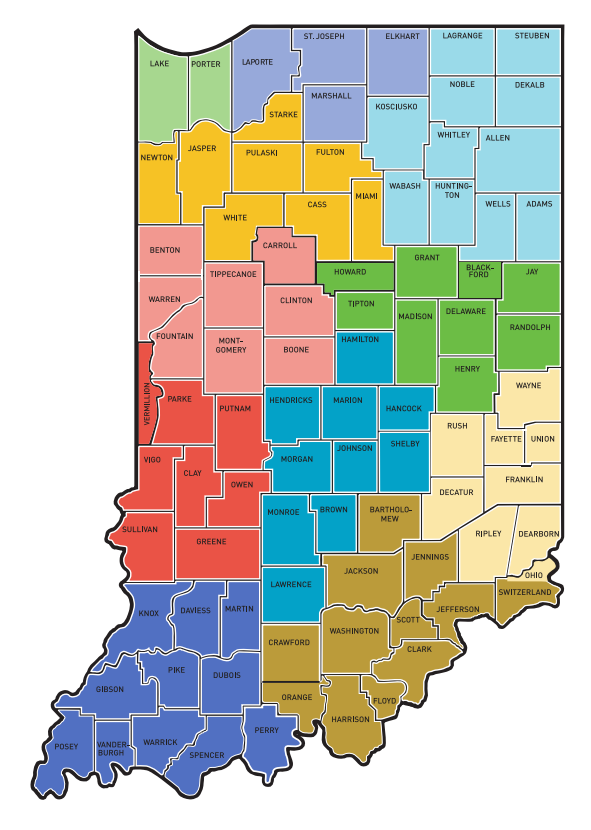 LAKE
PORTER
LAPORTE
ST. JOSEPH
ELKHART
LAGRANGE
STEUBEN
NOBLE
DEKALB
MARSHALL
KOSCIUSKO
STARKE
WHITLEY
ALLEN
NEWTON
JASPER
PULASKI
FULTON
WABASH
HUNTING-
TON
MIAMI
WELLS
ADAMS
WHITE
CASS
BENTON
CARROLL
GRANT
BLACK-
FORD
JAY
TIPPECANOE
HOWARD
WARREN
CLINTON
TIPTON
MADISON
DELAWARE
RANDOLPH
FOUNTAIN
MONT-
GOMERY
BOONE
HAMILTON
HENRY
WAYNE
VERMILLION
PARKE
PUTNAM
HENDRICKS
MARION
HANCOCK
RUSH
FAYETTE
UNION
VIGO
CLAY
MORGAN
JOHNSON
SHELBY
OWEN
FRANKLIN
DECATUR
MONROE
BROWN
BARTHOLO-
MEW
SULLIVAN
GREENE
RIPLEY
DEARBORN
JENNINGS
JACKSON
OHIO
LAWRENCE
SWITZERLAND
KNOX
DAVIESS
MARTIN
JEFFERSON
SCOTT
WASHINGTON
CRAWFORD
CLARK
PIKE
DUBOIS
GIBSON
ORANGE
FLOYD
HARRISON
PERRY
POSEY
VANDER-
BURGH
WARRICK
SPENCER